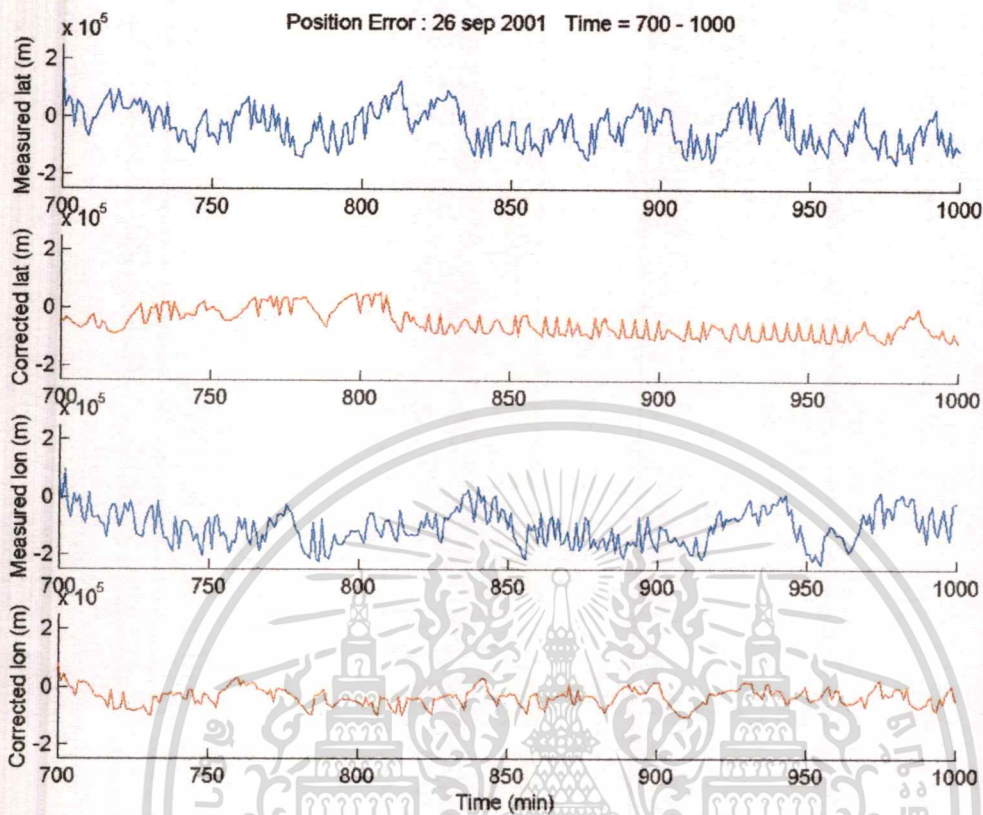 Position Error : 26 sep 2001 Time = 700 - 1000
x 10^5
Measured lat (m)
2
0
-2
700 750 800 850 900 950 1000
x 10^5
Corrected lat (m)
2
0
-2
700 750 800 850 900 950 1000
x 10^5
Measured lon (m)
2
0
-2
700 750 800 850 900 950 1000
x 10^5
Corrected lon (m)
2
0
-2
700 750 800 850 900 950 1000
Time (min)